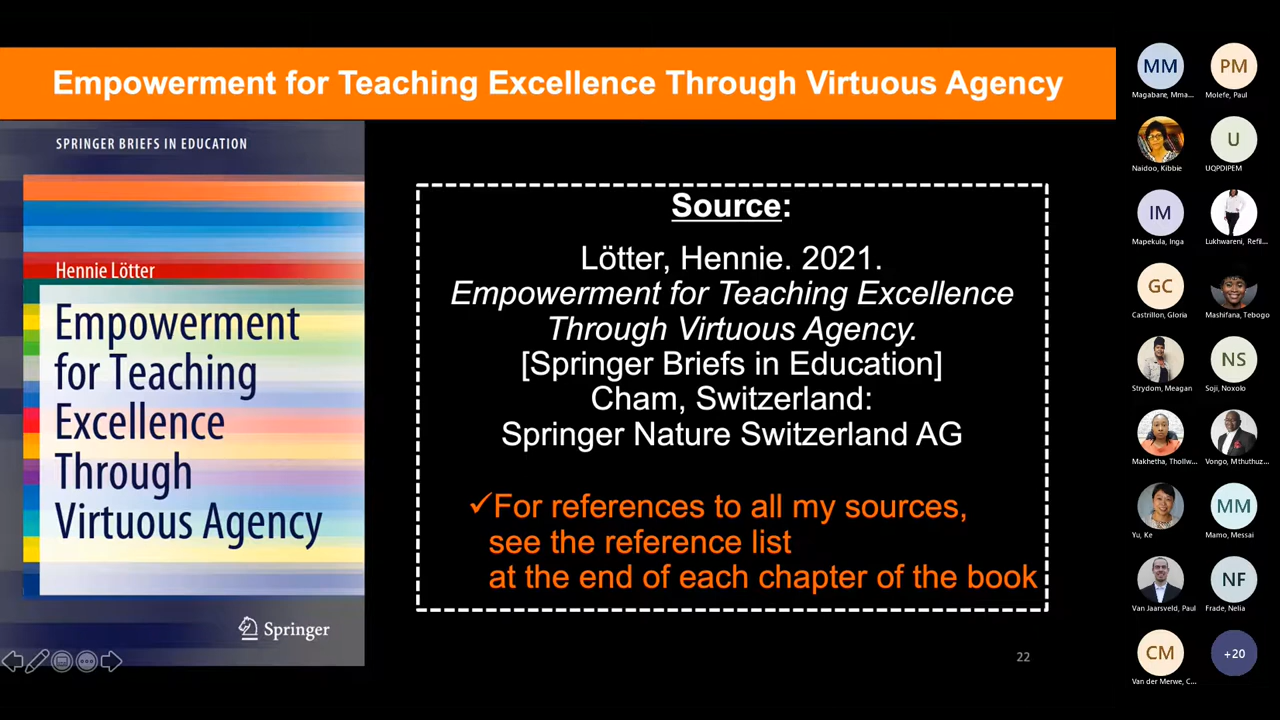 Empowerment for Teaching Excellence Through Virtuous Agency
SPRINGER BRIEFS IN EDUCATION
Hennie Lötter
Empowerment
for Teaching
Excellence
Through
Virtuous Agency
Springer
Source:
Lötter, Hennie. 2021.
Empowerment for Teaching Excellence
Through Virtuous Agency.
[Springer Briefs in Education]
Cham, Switzerland:
Springer Nature Switzerland AG
✓For references to all my sources,
see the reference list
at the end of each chapter of the book
22
MM
Magabare, Mma...
PM
Molefe, Paul
Naidoo, Kibbie
U
UQPDIPEM
IM
Mapekula, Inga
Lukhwareni, Refil...
GC
Castrillon, Gloria
Mashifana, Tebogo
Strydom, Meagan
NS
Soji, Noxolo
Makhetha, Thollw...
Vongo, Mthuthuz...
Yu, Ke
MM
Mamo, Messai
Van Jaarsveld, Paul
NF
Frade, Nelia
CM
Van der Merwe, C...
+20